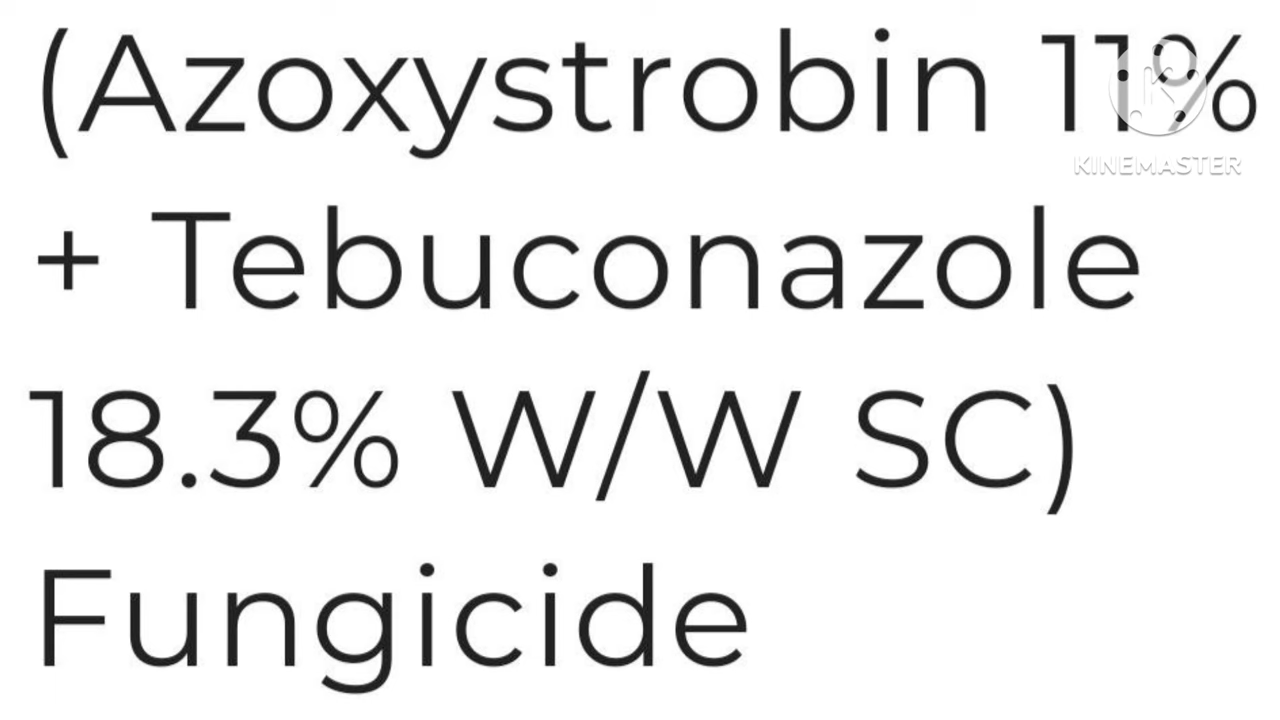 (Azoxystrobin 11%
KINEMASTER
+ Tebuconazole
18.3% W/W SC)
Fungicide